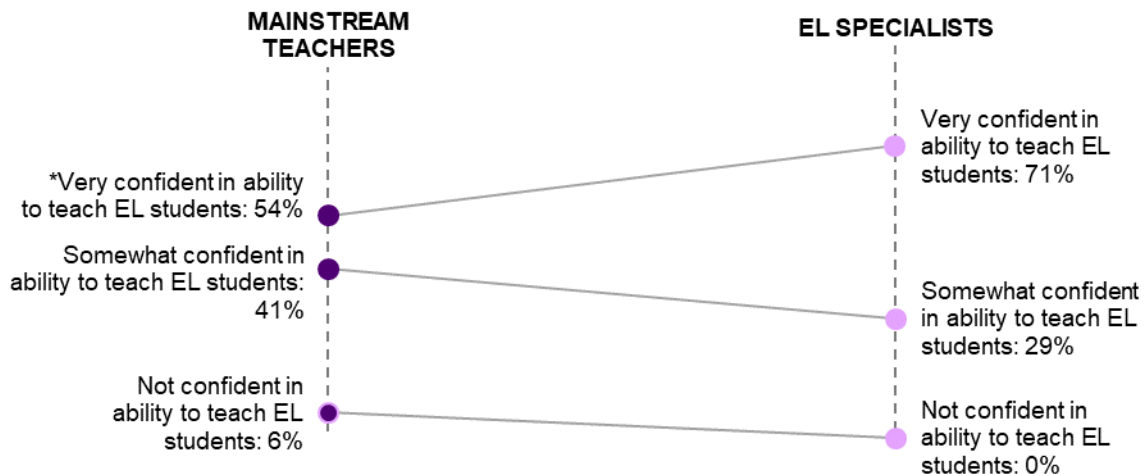 MAINSTREAM
TEACHERS
EL SPECIALISTS
*Very confident in ability
to teach EL students: 54%
Somewhat confident in
ability to teach EL students:
41%
Not confident in
ability to teach EL
students: 6%
Very confident in
ability to teach EL
students: 71%
Somewhat confident
in ability to teach EL
students: 29%
Not confident in
ability to teach EL
students: 0%